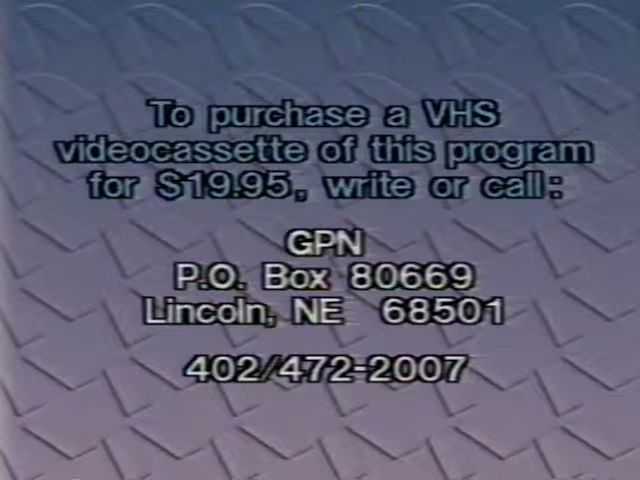 To purchase a VHS
videocassette of this program
for $19.95, write or call:
GPN
P.O. Box 80669
Lincoln, NE 68501
402/472-2007